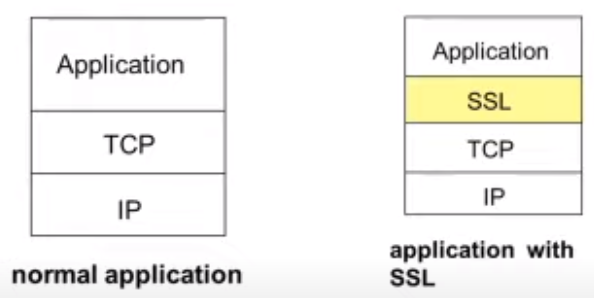 Application
TCP
IP
normal application
Application
SSL
TCP
IP
application with
SSL